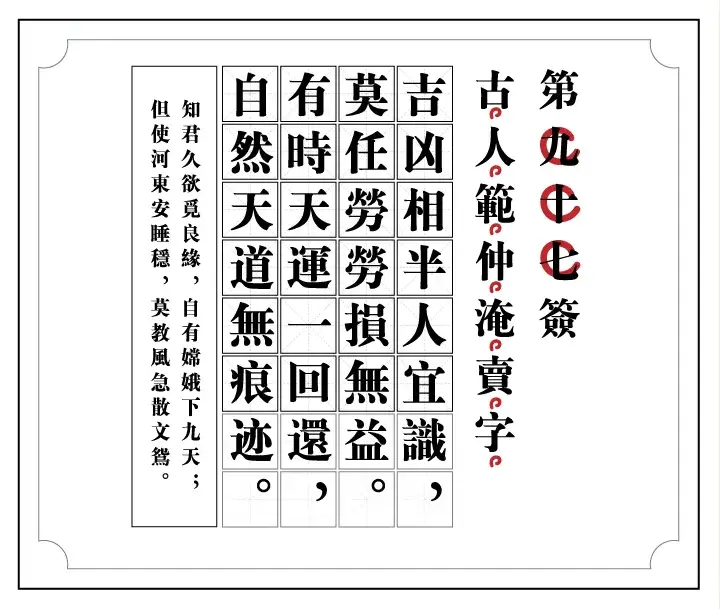 第九十七簽
古人範仲淹賣字
吉凶相半人宜識，
莫任勞勞損無益。
有時天運一回還，
自然天道無痕迹。
知君久欲覓良緣，自有嫦娥下九天；
但使河東安睡穩，莫教風急散文鴛。